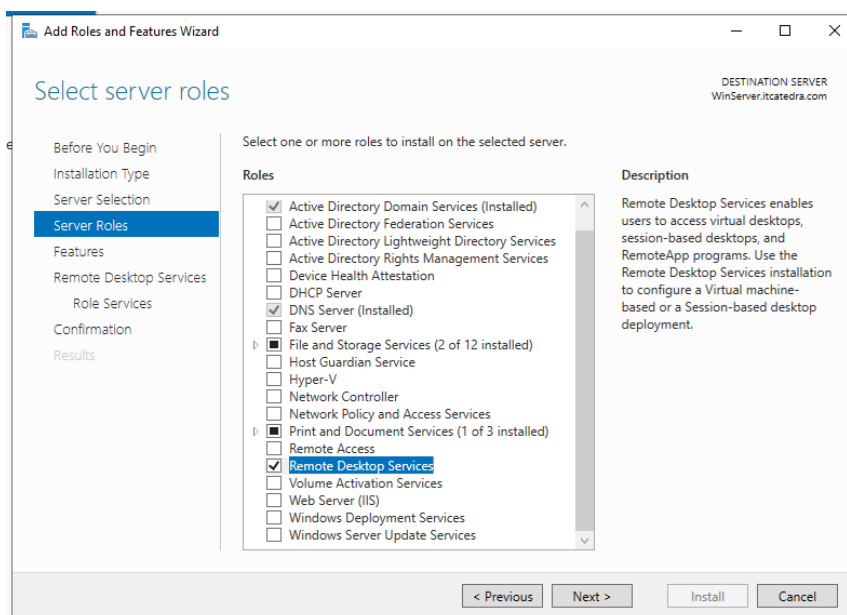 Add Roles and Features Wizard
Select server roles
DESTINATION SERVER
WinServer.itcatedra.com
Before You Begin
Installation Type
Server Selection
Server Roles
Features
Remote Desktop Services
Role Services
Confirmation
Results
Select one or more roles to install on the selected server.
Roles
Active Directory Domain Services (Installed)
Active Directory Federation Services
Active Directory Lightweight Directory Services
Active Directory Rights Management Services
Device Health Attestation
DHCP Server
DNS Server (Installed)
Fax Server
File and Storage Services (2 of 12 installed)
Host Guardian Service
Hyper-V
Network Controller
Network Policy and Access Services
Print and Document Services (1 of 3 installed)
Remote Access
Remote Desktop Services
Volume Activation Services
Web Server (IIS)
Windows Deployment Services
Windows Server Update Services
Description
Remote Desktop Services enables
users to access virtual desktops,
session-based desktops, and
RemoteApp programs. Use the
Remote Desktop Services installation
to configure a Virtual machine-
based or a Session-based desktop
deployment.
< Previous
Next >
Install
Cancel